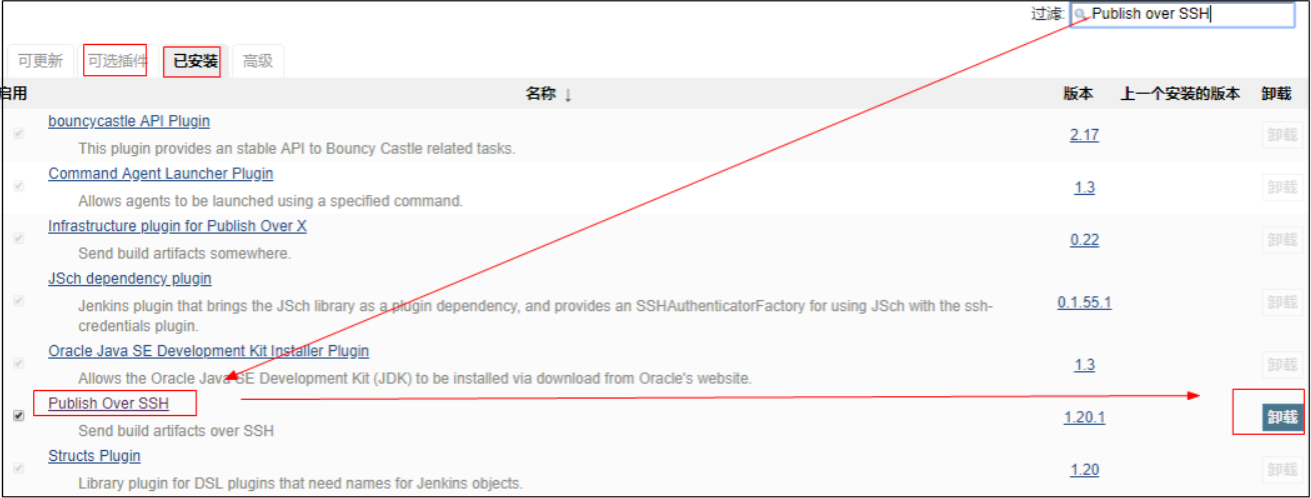 过滤: Publish over SSH
可更新 可选插件 已安装 高级
启用 名称 ↓ 版本 上一个安装的版本 卸载
bouncycastle API Plugin
This plugin provides an stable API to Bouncy Castle related tasks.
2.17 卸载
Command Agent Launcher Plugin
Allows agents to be launched using a specified command.
1.3 卸载
Infrastructure plugin for Publish Over X
Send build artifacts somewhere.
0.22 卸载
JSch dependency plugin
Jenkins plugin that brings the JSch library as a plugin dependency, and provides an SSHAuthenticatorFactory for using JSch with the ssh-
credentials plugin.
0.1.55.1 卸载
Oracle Java SE Development Kit Installer Plugin
Allows the Oracle Java SE Development Kit (JDK) to be installed via download from Oracle's website.
1.3 卸载
Publish Over SSH
Send build artifacts over SSH
1.20.1 卸载
Structs Plugin
Library plugin for DSL plugins that need names for Jenkins objects.
1.20 卸载